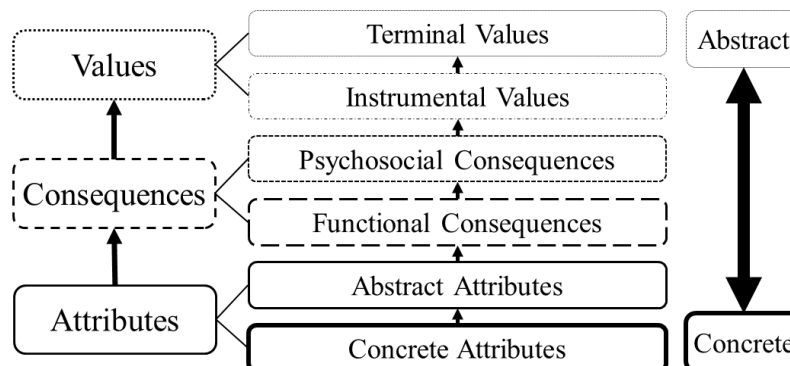 Terminal Values
Abstract
Values
Instrumental Values
Psychosocial Consequences
Consequences
Functional Consequences
Abstract Attributes
Attributes
Concrete Attributes
Concrete